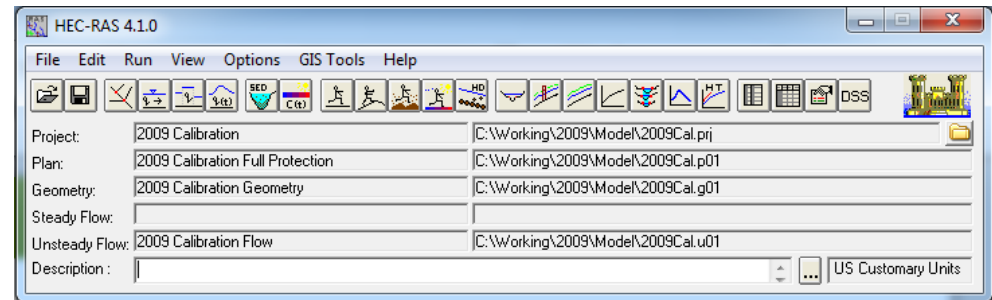 HEC-RAS 4.1.0
File Edit Run View Options GIS Tools Help
SED C(t) HD HT DSS
Project: 2009 Calibration C:\Working\2009\Model\2009Cal.prj
Plan: 2009 Calibration Full Protection C:\Working\2009\Model\2009Cal.p01
Geometry: 2009 Calibration Geometry C:\Working\2009\Model\2009Cal.g01
Steady Flow:
Unsteady Flow: 2009 Calibration Flow C:\Working\2009\Model\2009Cal.u01
Description : ... US Customary Units